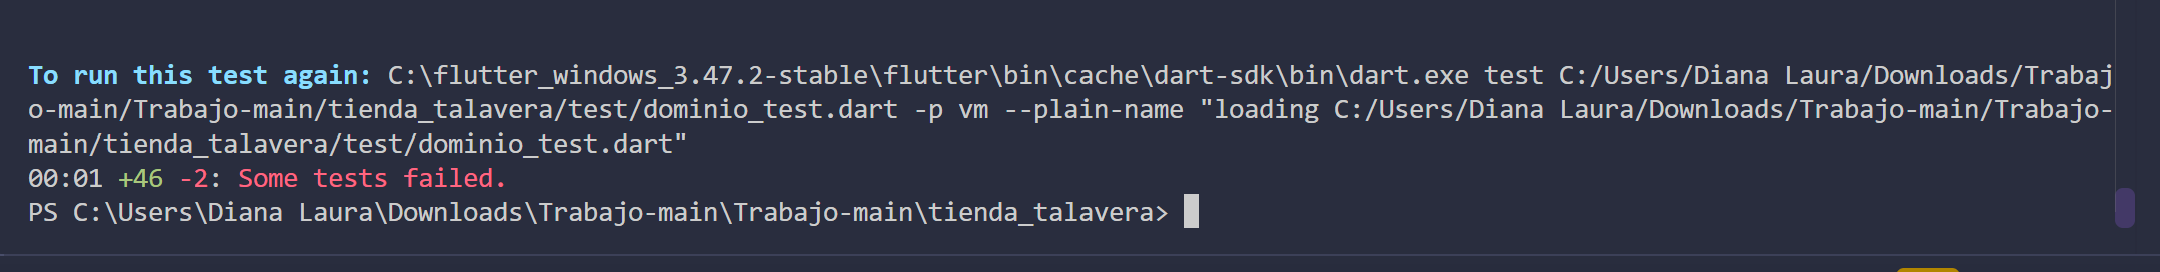 To run this test again: C:\flutter_windows_3.47.2-stable\flutter\bin\cache\dart-sdk\bin\dart.exe test C:/Users/Diana Laura/Downloads/Trabaj
o-main/Trabajo-main/tienda_talavera/test/dominio_test.dart -p vm --plain-name "loading C:/Users/Diana Laura/Downloads/Trabajo-main/Trabajo-
main/tienda_talavera/test/dominio_test.dart"
00:01 +46 -2: Some tests failed.
PS C:\Users\Diana Laura\Downloads\Trabajo-main\Trabajo-main\tienda_talavera>